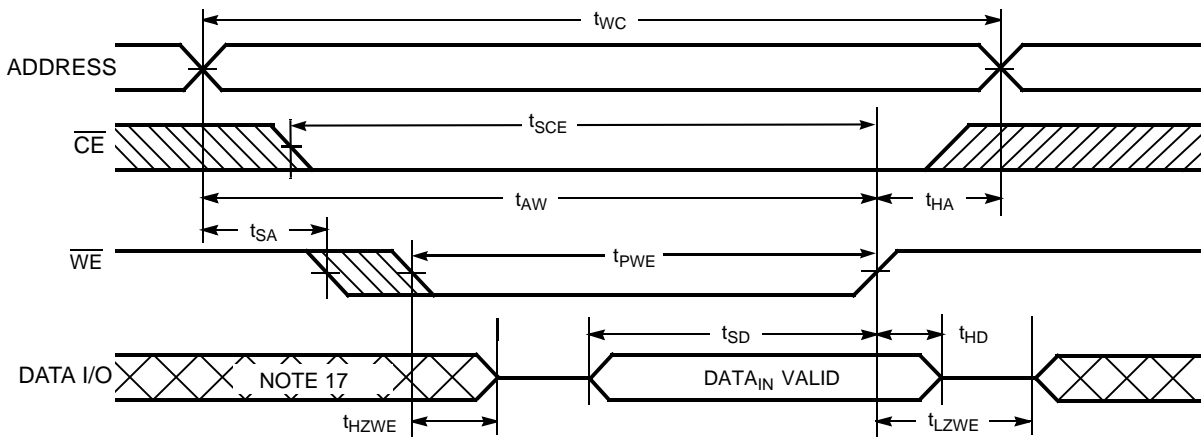 tWC
ADDRESS
CE
tSCE
tAW
tHA
tSA
WE
tPWE
tSD
tHD
DATA I/O
NOTE 17
DATAIN VALID
tHZWE
tLZWE